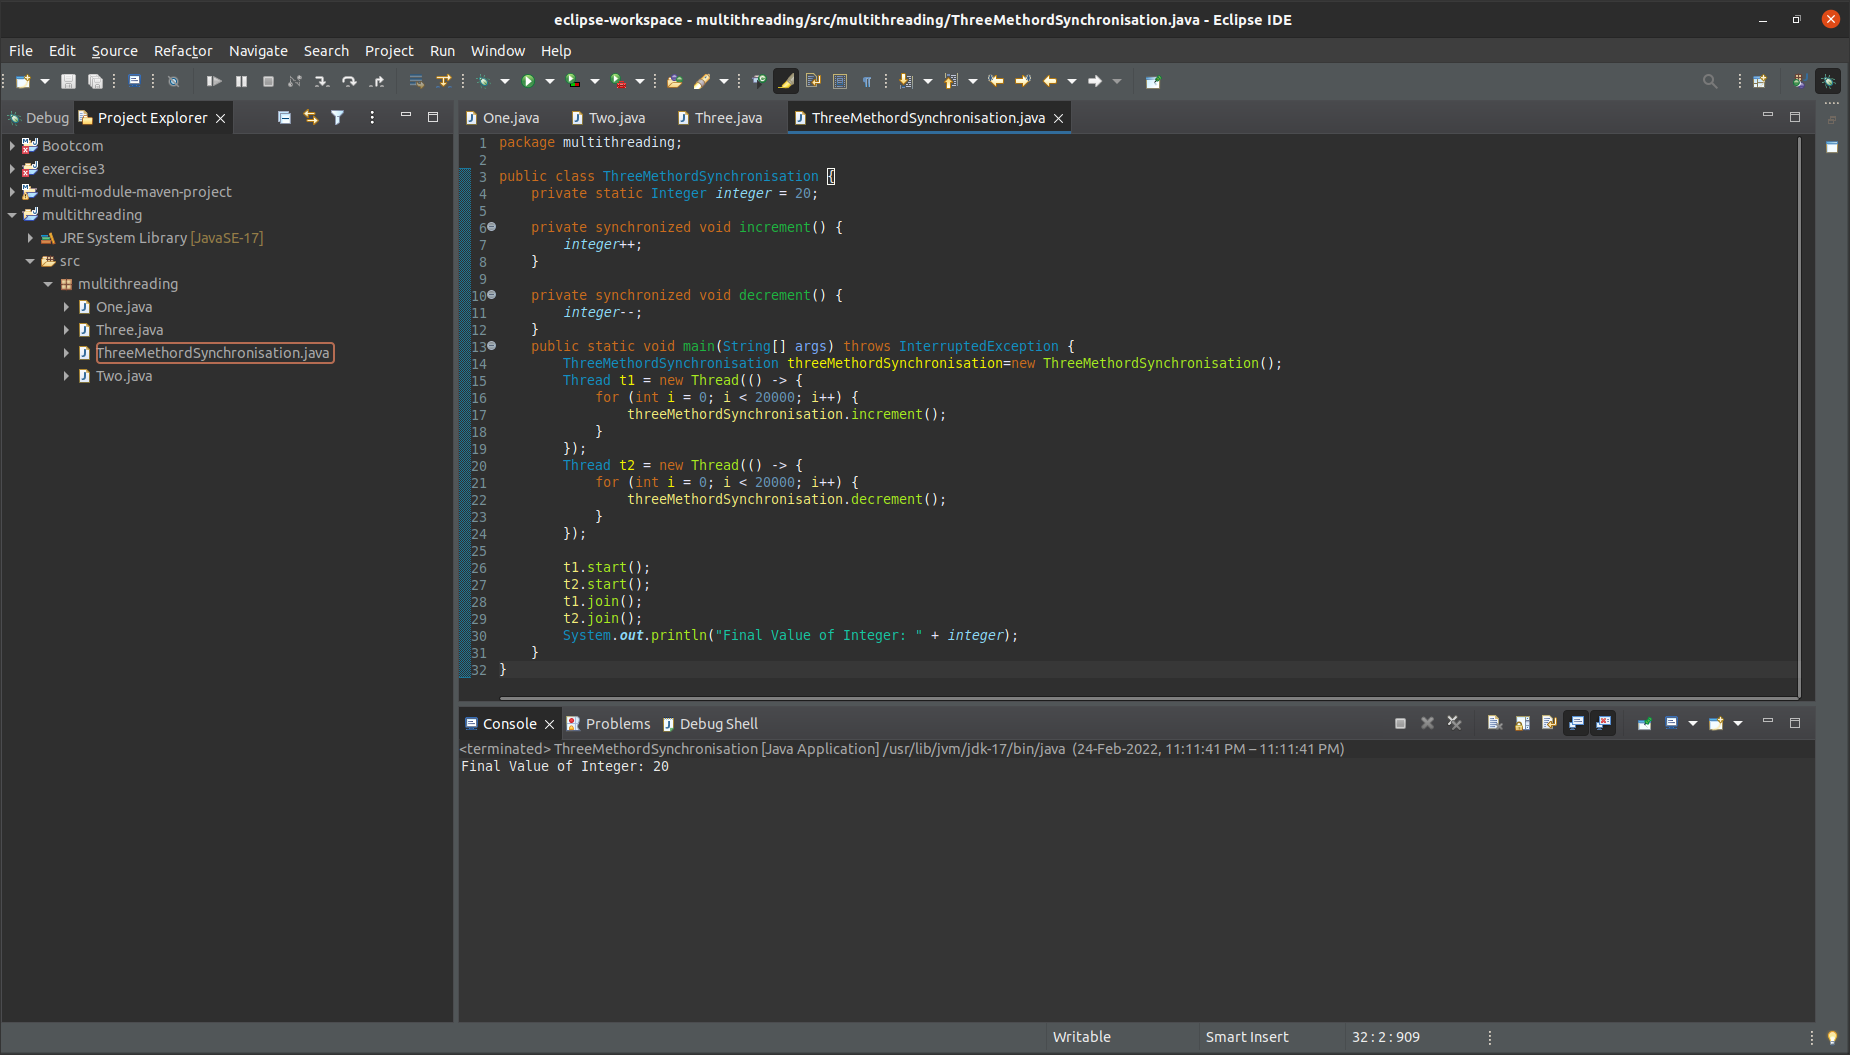 eclipse-workspace - multithreading/src/multithreading/ThreeMethordSynchronisation.java - Eclipse IDE
File Edit Source Refactor Navigate Search Project Run Window Help
Debug Project Explorer
Bootcom
exercise3
multi-module-maven-project
multithreading
JRE System Library [JavaSE-17]
src
multithreading
One.java
Three.java
ThreeMethordSynchronisation.java
Two.java
One.java Two.java Three.java ThreeMethordSynchronisation.java
1 package multithreading;
2
3 public class ThreeMethordSynchronisation {
4 private static Integer integer = 20;
5
6 private synchronized void increment() {
7 integer++;
8 }
9
10 private synchronized void decrement() {
11 integer--;
12 }
13 public static void main(String[] args) throws InterruptedException {
14 ThreeMethordSynchronisation threeMethordSynchronisation=new ThreeMethordSynchronisation();
15 Thread t1 = new Thread(() -> {
16 for (int i = 0; i < 20000; i++) {
17 threeMethordSynchronisation.increment();
18 }
19 });
20 Thread t2 = new Thread(() -> {
21 for (int i = 0; i < 20000; i++) {
22 threeMethordSynchronisation.decrement();
23 }
24 });
25
26 t1.start();
27 t2.start();
28 t1.join();
29 t2.join();
30 System.out.println("Final Value of Integer: " + integer);
31 }
32 }
Console Problems Debug Shell
<terminated> ThreeMethordSynchronisation [Java Application] /usr/lib/jvm/jdk-17/bin/java (24-Feb-2022, 11:11:41 PM – 11:11:41 PM)
Final Value of Integer: 20
Writable Smart Insert 32 : 2 : 909